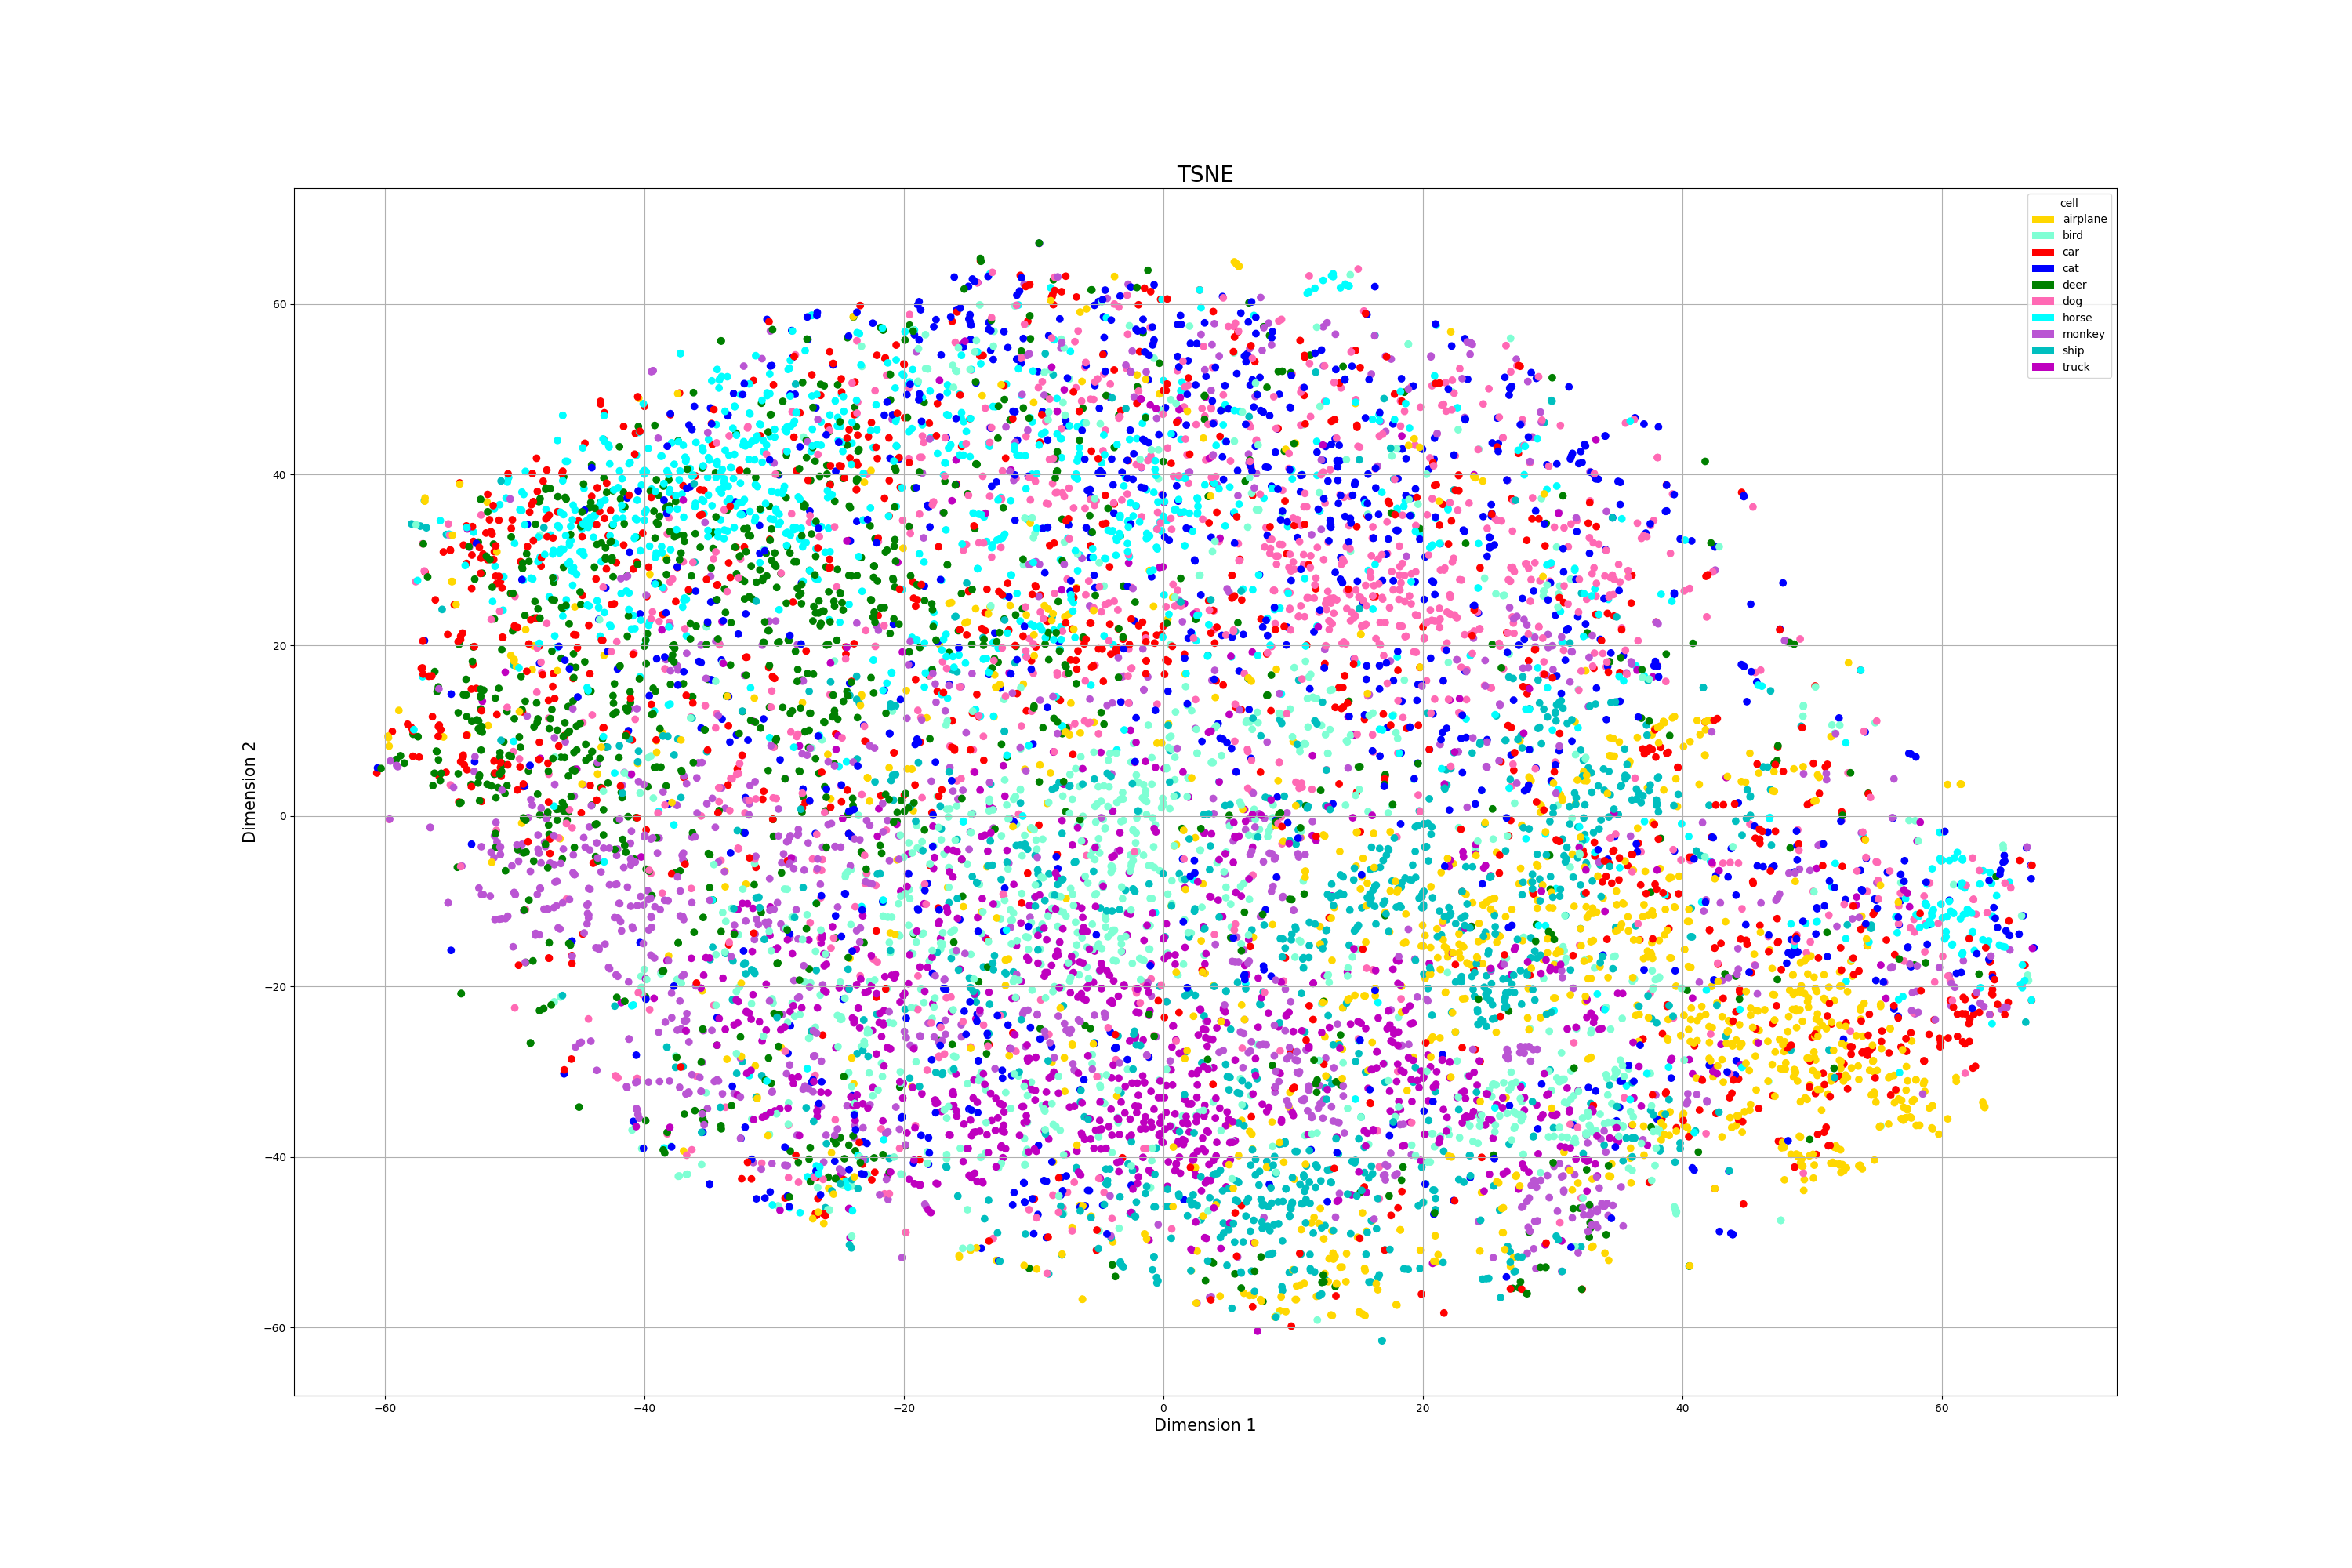 TSNE
cell
airplane
bird
car
cat
deer
dog
horse
monkey
ship
truck
60
40
20
0
−20
−40
−60
Dimension 2
−60
−40
−20
0
20
40
60
Dimension 1